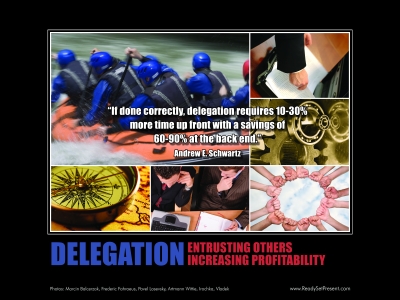 "If done correctly, delegation requires 10-30%
more time up front with a savings of
60-90% at the back end."
Andrew E. Schwartz
DELEGATION
ENTRUSTING OTHERS
INCREASING PROFITABILITY
www.ReadySetPresent.com